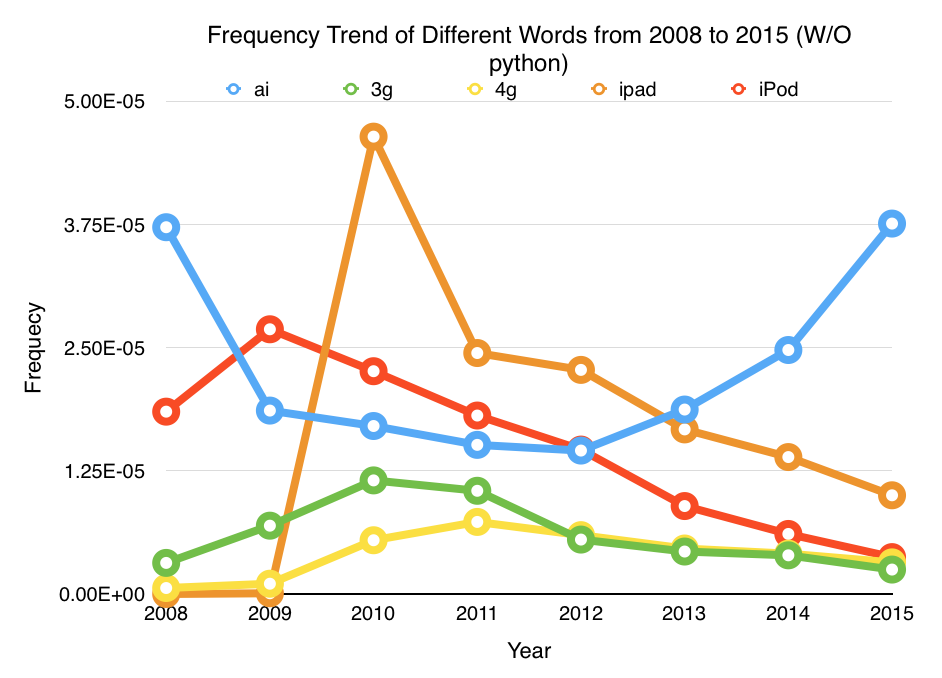 Frequency Trend of Different Words from 2008 to 2015 (W/O
python)
ai 3g 4g ipad iPod
5.00E-05
3.75E-05
2.50E-05
1.25E-05
0.00E+00
Frequecy
2008 2009 2010 2011 2012 2013 2014 2015
Year